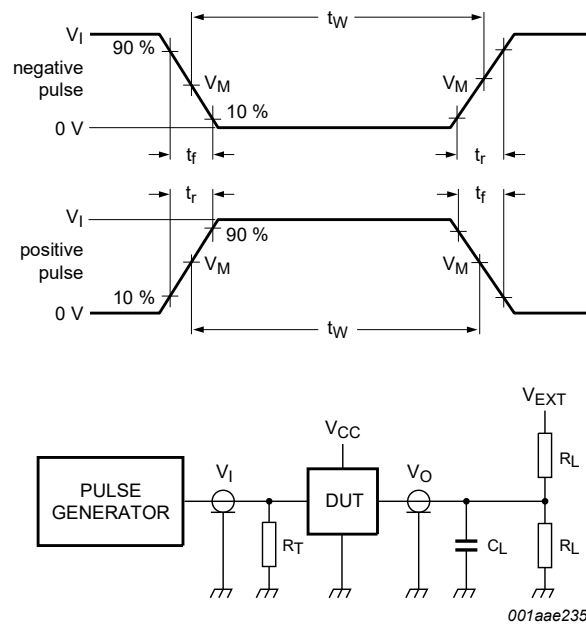 V_I
t_W
90 %
negative
pulse
V_M
V_M
10 %
0 V
t_f
t_r
t_r
t_f
V_I
90 %
positive
pulse
V_M
V_M
10 %
0 V
t_W
V_EXT
V_CC
R_L
V_I
V_O
PULSE
GENERATOR
DUT
R_T
C_L
R_L
001aae235